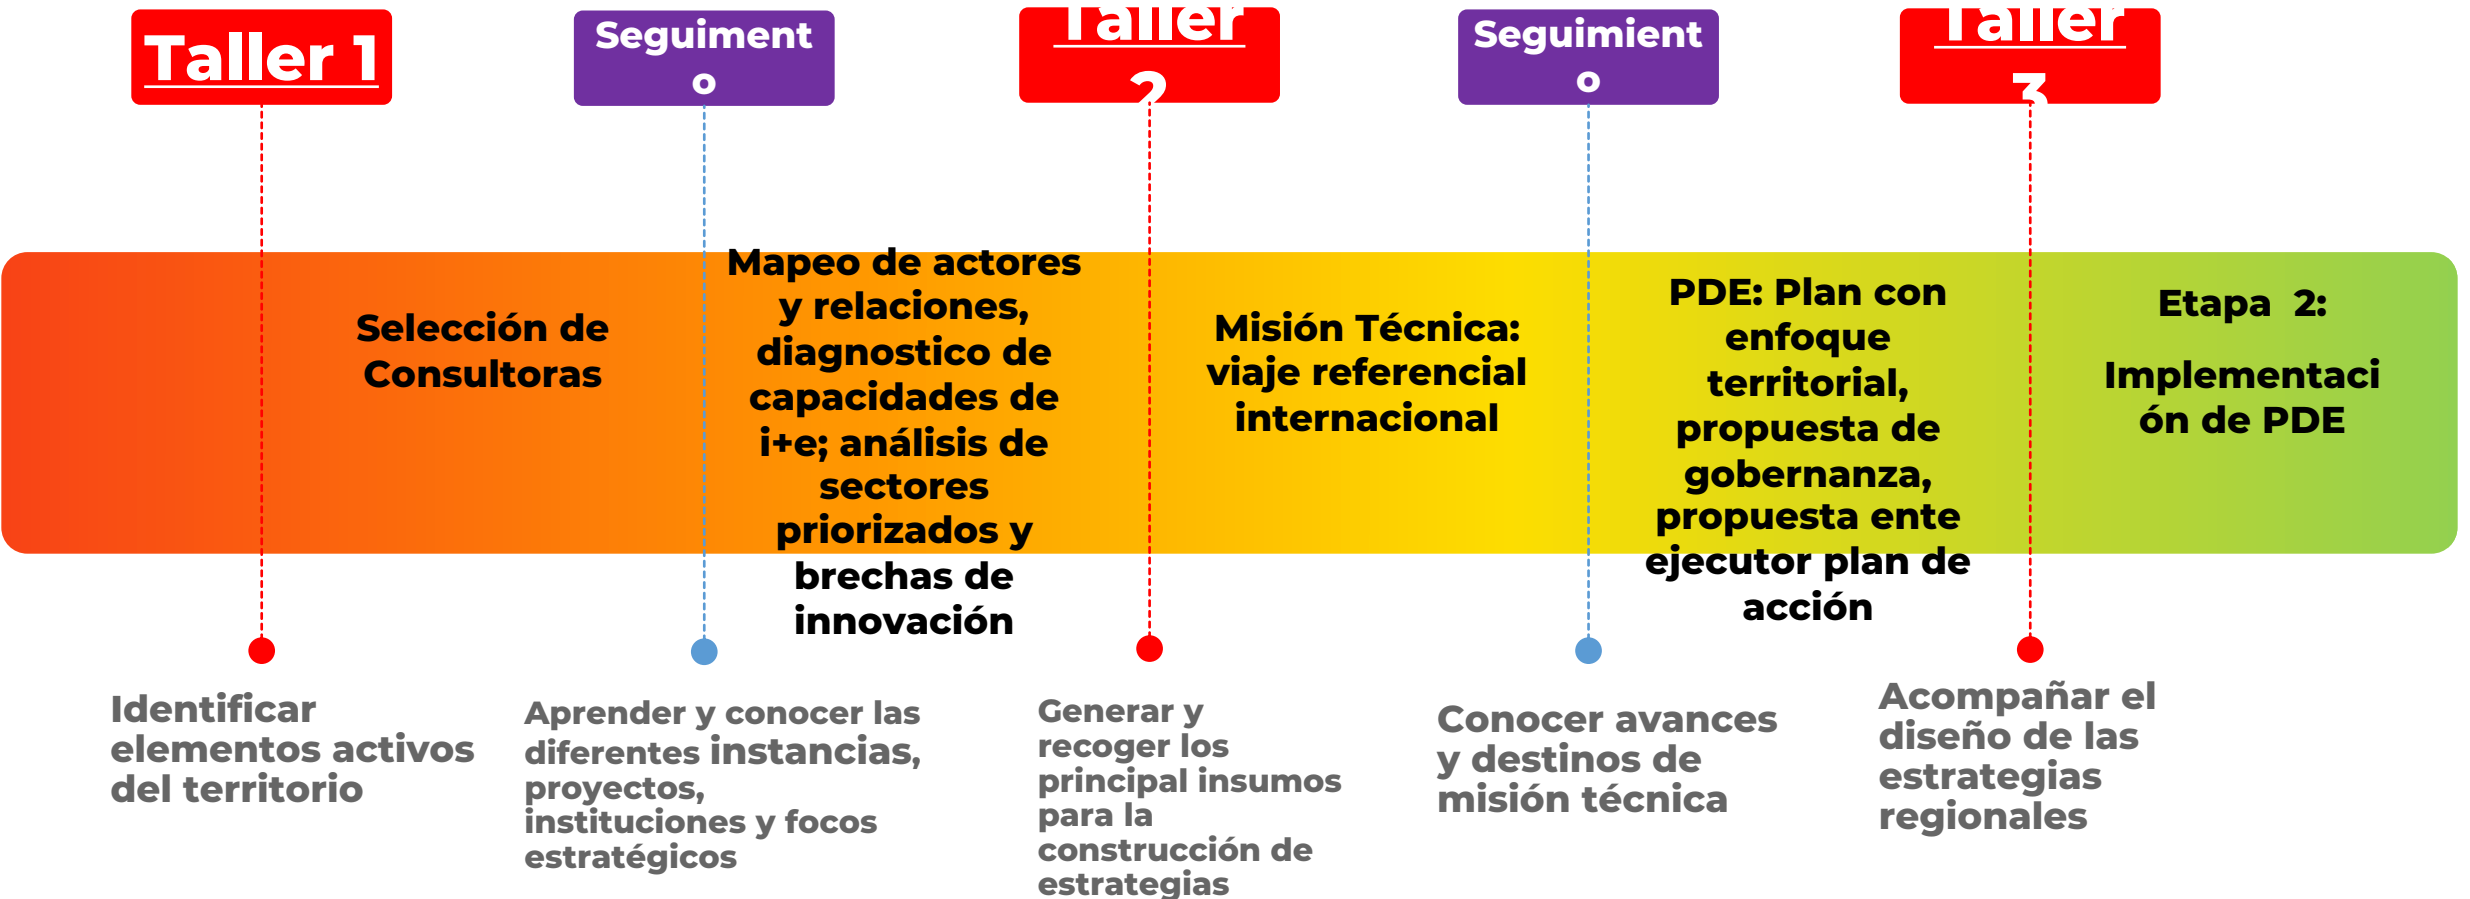 Taller 1
Seguiment
o
Taller
2
Seguimient
o
Taller
3
Selección de
Consultoras
Mapeo de actores
y relaciones,
diagnostico de
capacidades de
i+e; análisis de
sectores
priorizados y
brechas de
innovación
Misión Técnica:
viaje referencial
internacional
PDE: Plan con
enfoque
territorial,
propuesta de
gobernanza,
propuesta ente
ejecutor plan de
acción
Etapa  2:
Implementaci
ón de PDE
Identificar
elementos activos
del territorio
Aprender y conocer las
diferentes instancias,
proyectos,
instituciones y focos
estratégicos
Generar y
recoger los
principal insumos
para la
construcción de
estrategias
Conocer avances
y destinos de
misión técnica
Acompañar el
diseño de las
estrategias
regionales